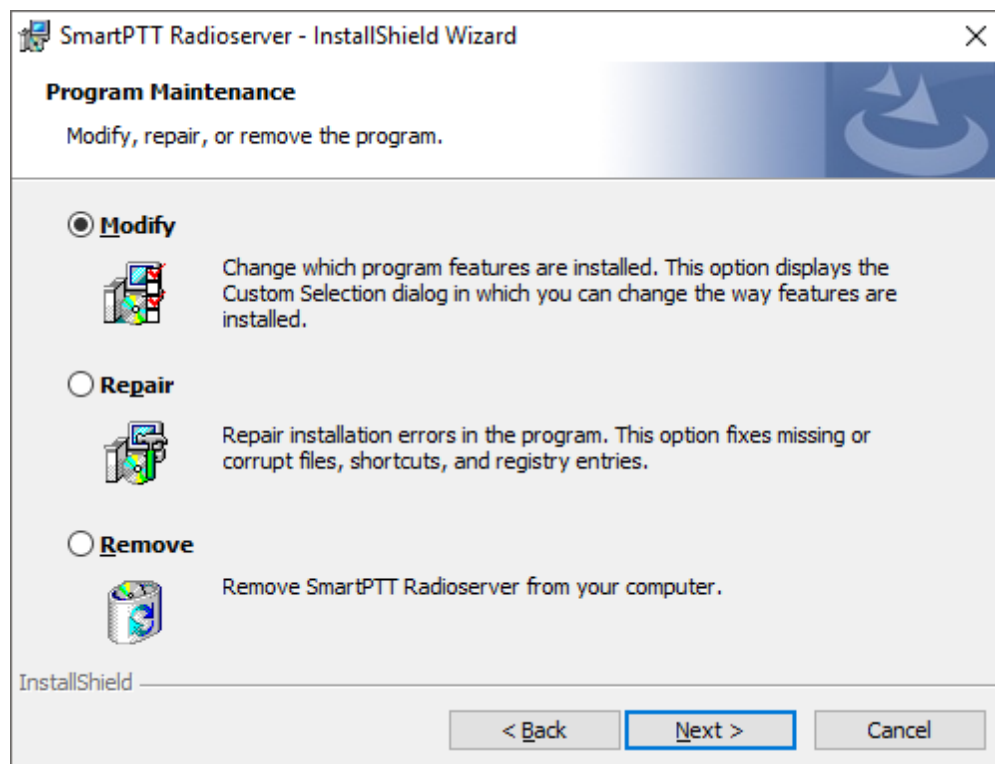 SmartPTT Radioserver - InstallShield Wizard
Program Maintenance
Modify, repair, or remove the program.
Modify
Change which program features are installed. This option displays the
Custom Selection dialog in which you can change the way features are
installed.
Repair
Repair installation errors in the program. This option fixes missing or
corrupt files, shortcuts, and registry entries.
Remove
Remove SmartPTT Radioserver from your computer.
InstallShield
< Back
Next >
Cancel